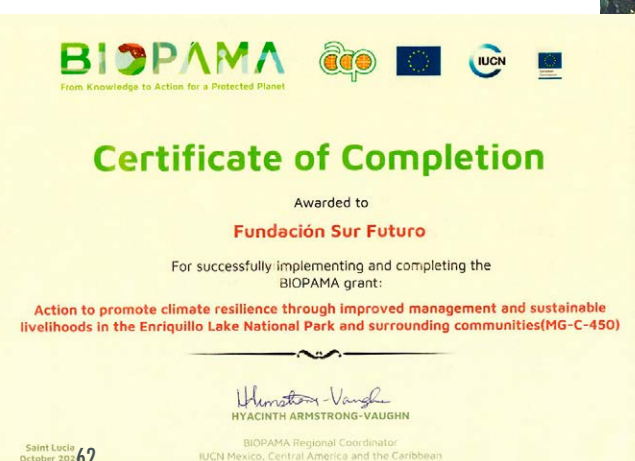 BIOPAMA
From Knowledge to Action for a Protected Planet
acp
IUCN
Certificate of Completion
Awarded to
Fundación Sur Futuro
For successfully implementing and completing the
BIOPAMA grant:
Action to promote climate resilience through improved management and sustainable
livelihoods in the Enriquillo Lake National Park and surrounding communities(MG-C-450)
HYACINTH ARMSTRONG-VAUGHN
BIOPAMA Regional Coordinator
IUCN Mexico, Central America and the Caribbean
Saint Lucia
October
62